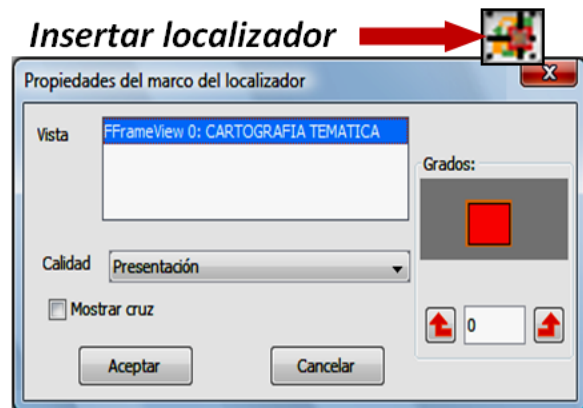 Insertar localizador
Propiedades del marco del localizador
Vista
FFrameView 0: CARTOGRAFIA TEMATICA
Grados:
Calidad
Presentación
Mostrar cruz
0
Aceptar
Cancelar